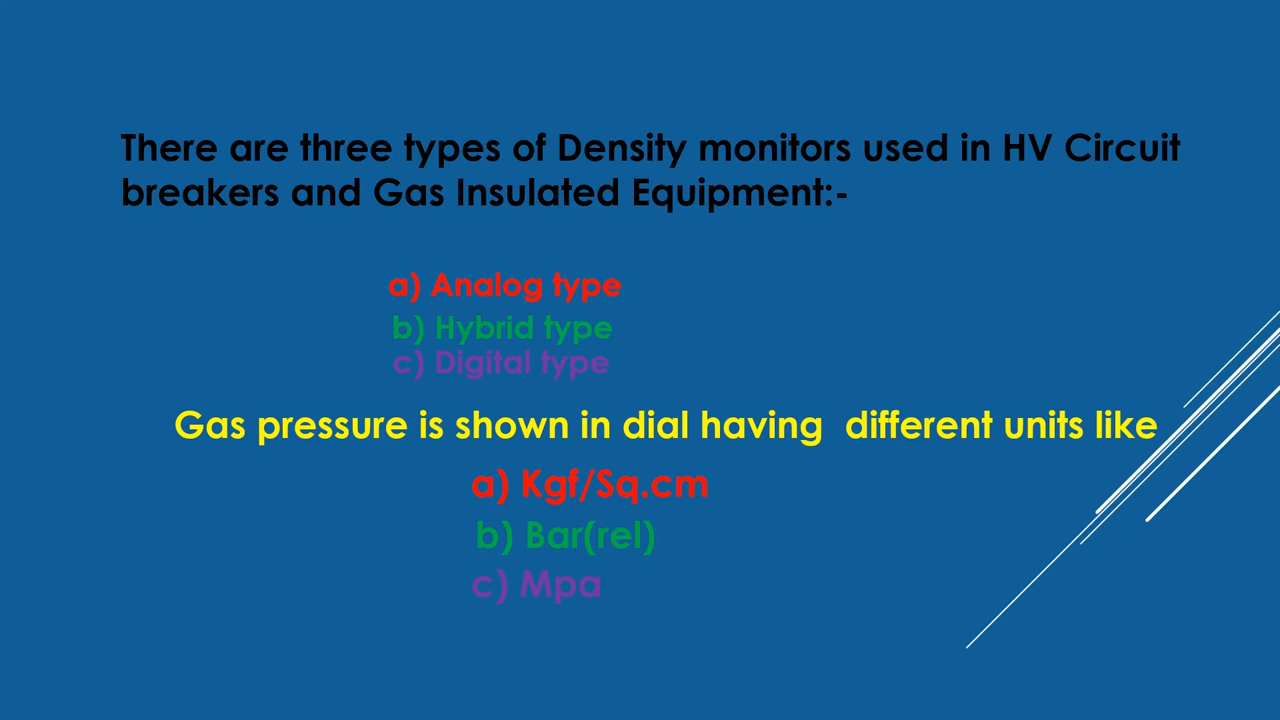 There are three types of Density monitors used in HV Circuit
breakers and Gas Insulated Equipment:-
a) Analog type
b) Hybrid type
c) Digital type
Gas pressure is shown in dial having  different units like
a) Kgf/Sq.cm
b) Bar(rel)
c) Mpa